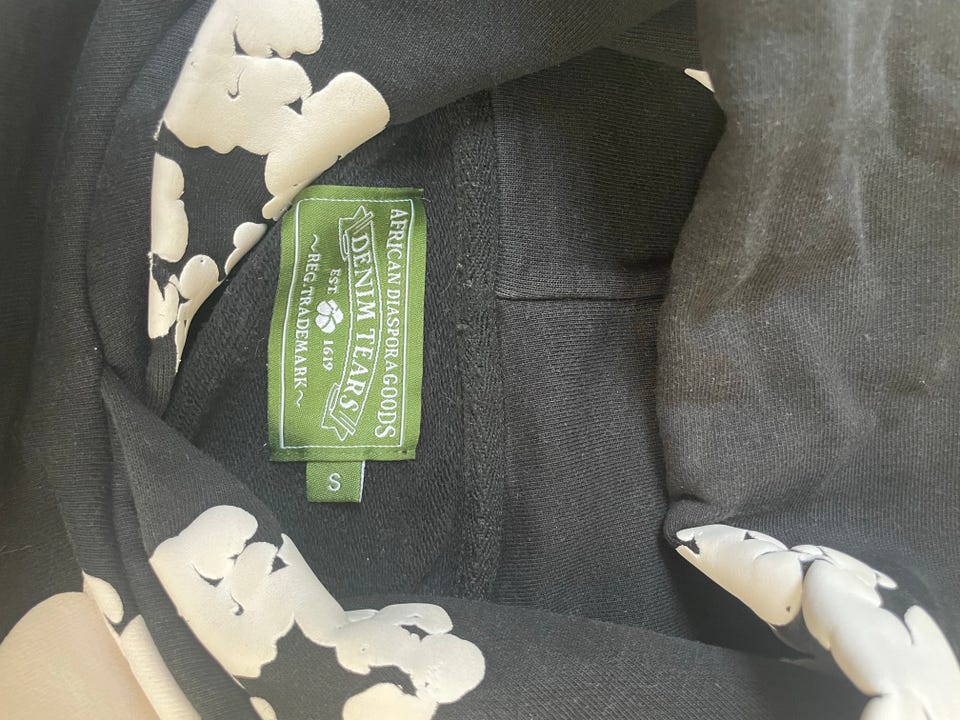 AFRICAN DIASPORA GOODS
DENIM TEARS
EST 1619
~REG.TRADEMARK~
S